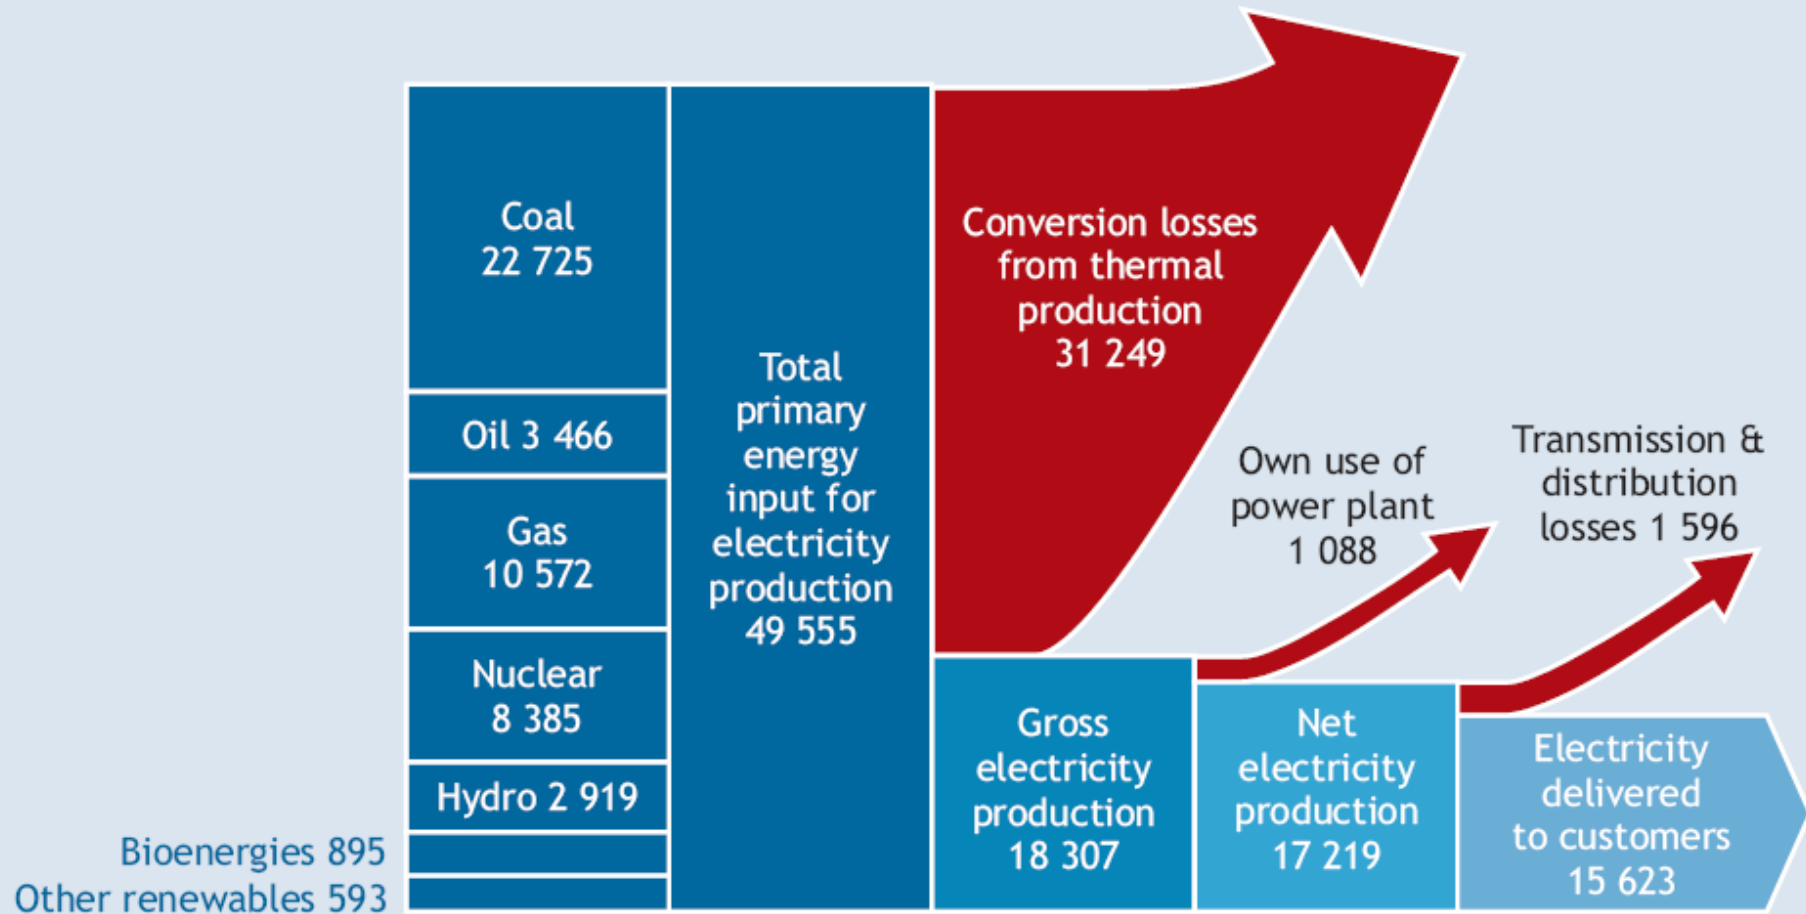 Coal
22 725
Oil 3 466
Gas
10 572
Nuclear
8 385
Hydro 2 919
Bioenergies 895
Other renewables 593
Total
primary
energy
input for
electricity
production
49 555
Conversion losses
from thermal
production
31 249
Own use of
power plant
1 088
Transmission &
distribution
losses 1 596
Gross
electricity
production
18 307
Net
electricity
production
17 219
Electricity
delivered
to customers
15 623